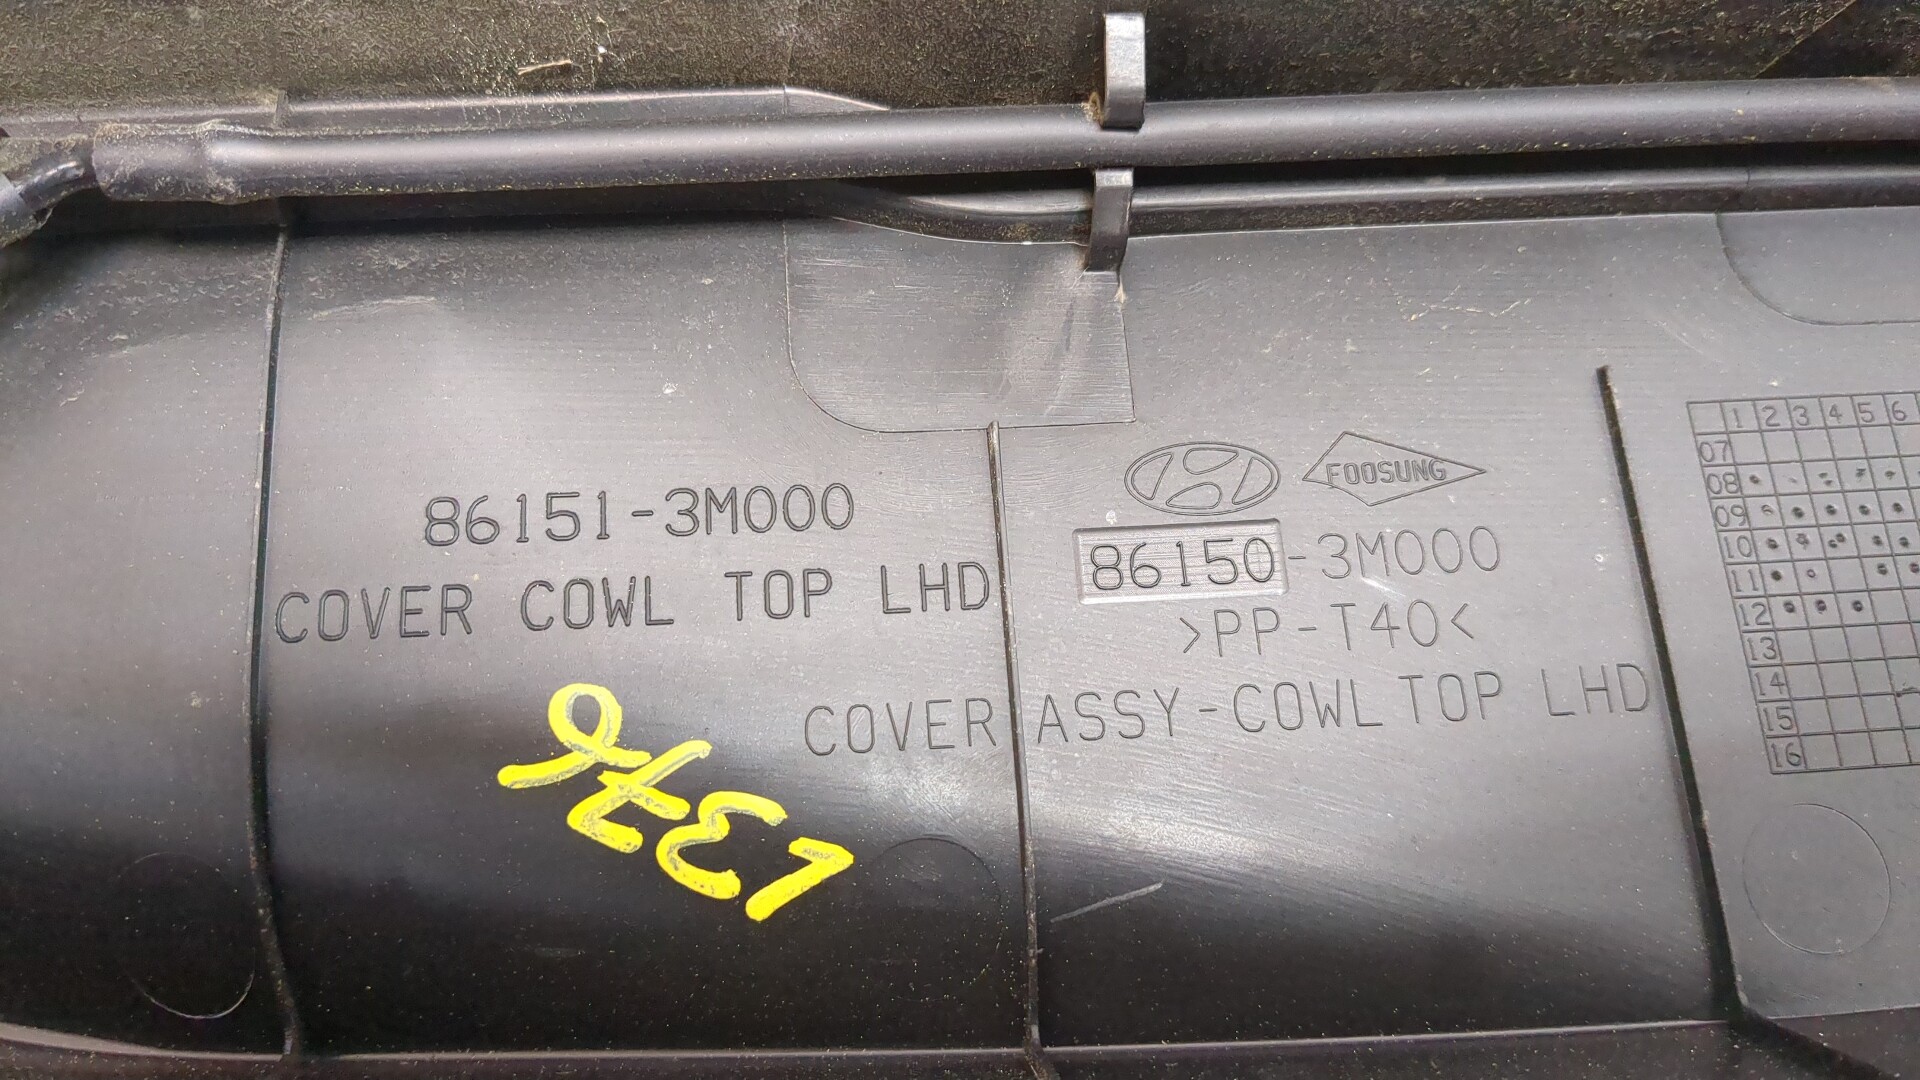 86151-3M000
COVER COWL TOP LHD
FOOSUNG
86150-3M000
>PP-T40<
COVER ASSY-COWL TOP LHD
1376
1 2 3 4 5 6
07
08
09
10
11
12
13
14
15
16